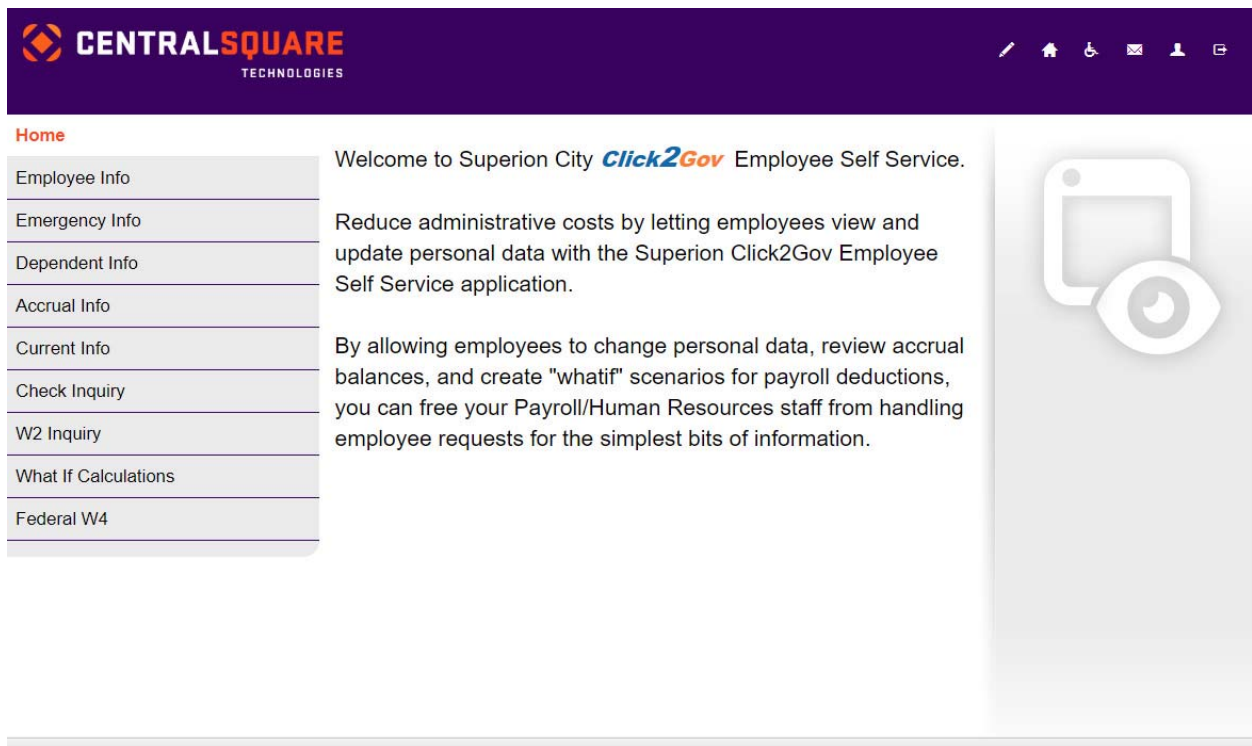 CENTRALSQUARE
TECHNOLOGIES
Home
Employee Info
Emergency Info
Dependent Info
Accrual Info
Current Info
Check Inquiry
W2 Inquiry
What If Calculations
Federal W4
Welcome to Superion City Click2Gov Employee Self Service.
Reduce administrative costs by letting employees view and
update personal data with the Superion Click2Gov Employee
Self Service application.
By allowing employees to change personal data, review accrual
balances, and create "whatif" scenarios for payroll deductions,
you can free your Payroll/Human Resources staff from handling
employee requests for the simplest bits of information.